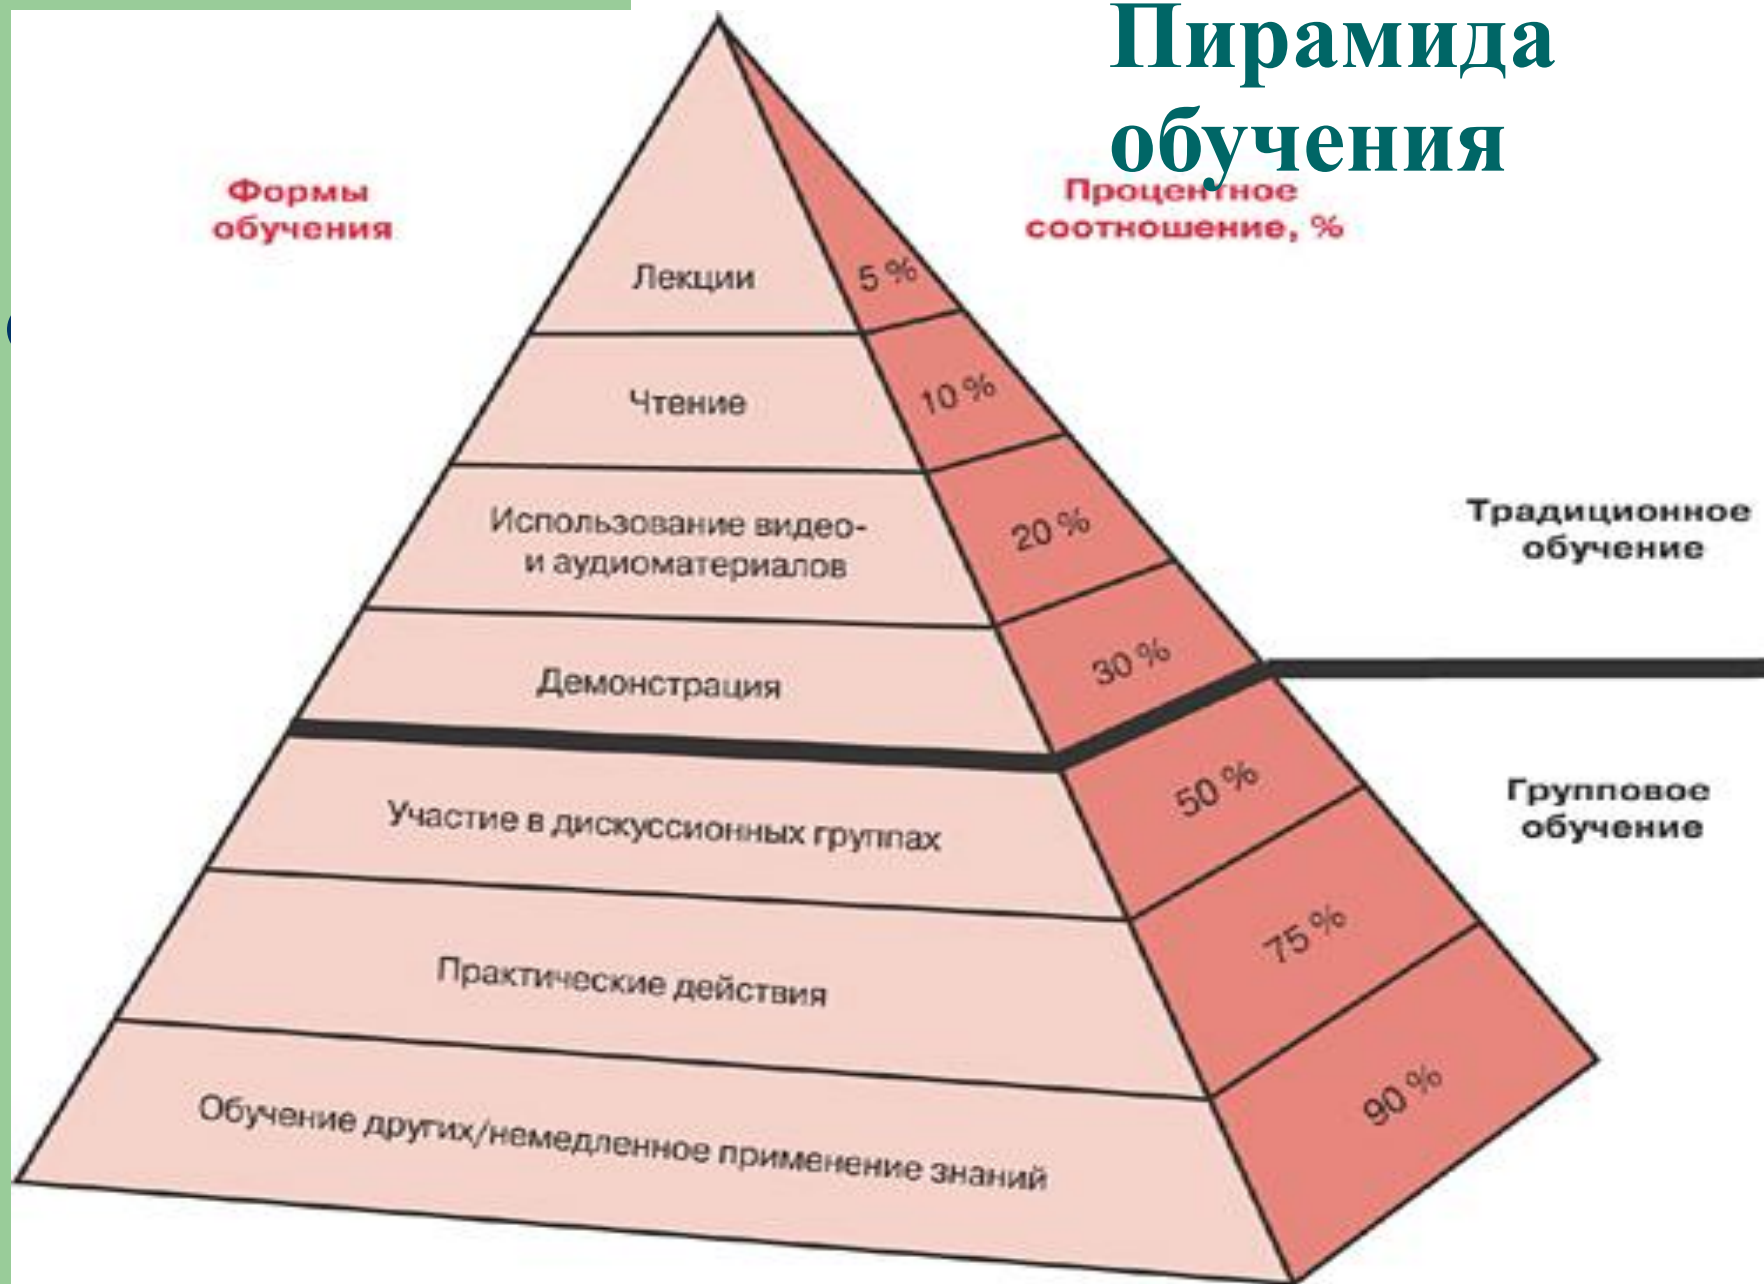 Пирамида
обучения
Формы
обучения
Процентное
соотношение, %
Лекции
5 %
Чтение
10 %
Использование видео-
и аудиоматериалов
20 %
Демонстрация
30 %
Традиционное
обучение
Участие в дискуссионных группах
50 %
Групповое
обучение
Практические действия
75 %
Обучение других/немедленное применение знаний
90 %